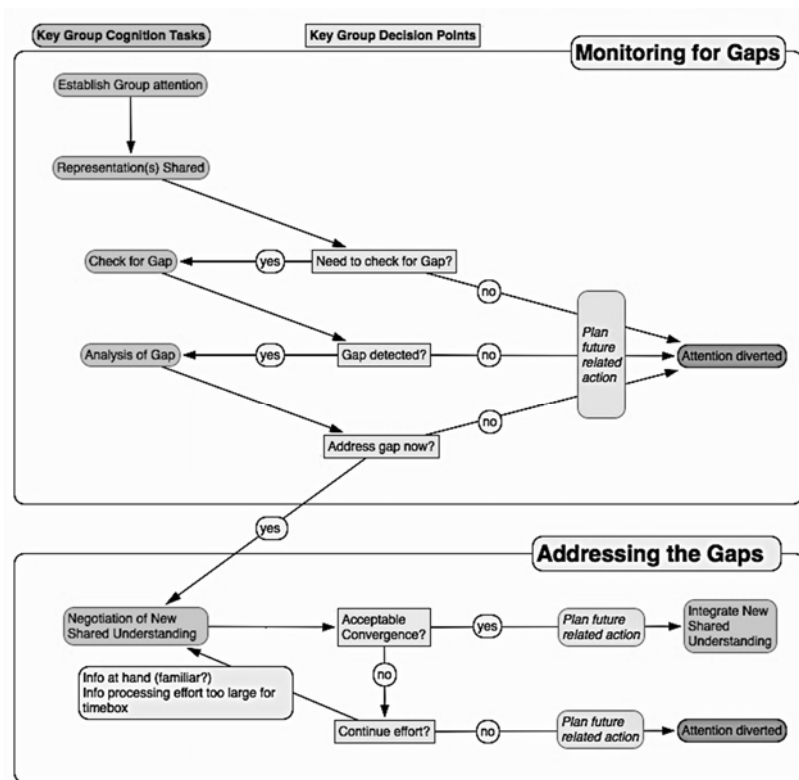 Key Group Cognition Tasks
Key Group Decision Points
Monitoring for Gaps
Establish Group attention
Representation(s) Shared
Check for Gap
yes
Need to check for Gap?
no
Plan
future
related
action
Analysis of Gap
yes
Gap detected?
no
Attention diverted
no
Address gap now?
yes
Addressing the Gaps
Negotiation of New
Shared Understanding
Acceptable
Convergence?
yes
Plan future
related action
Integrate New
Shared
Understanding
no
Info at hand (familiar?)
Info processing effort too large for
timebox
Continue effort?
no
Plan future
related action
Attention diverted